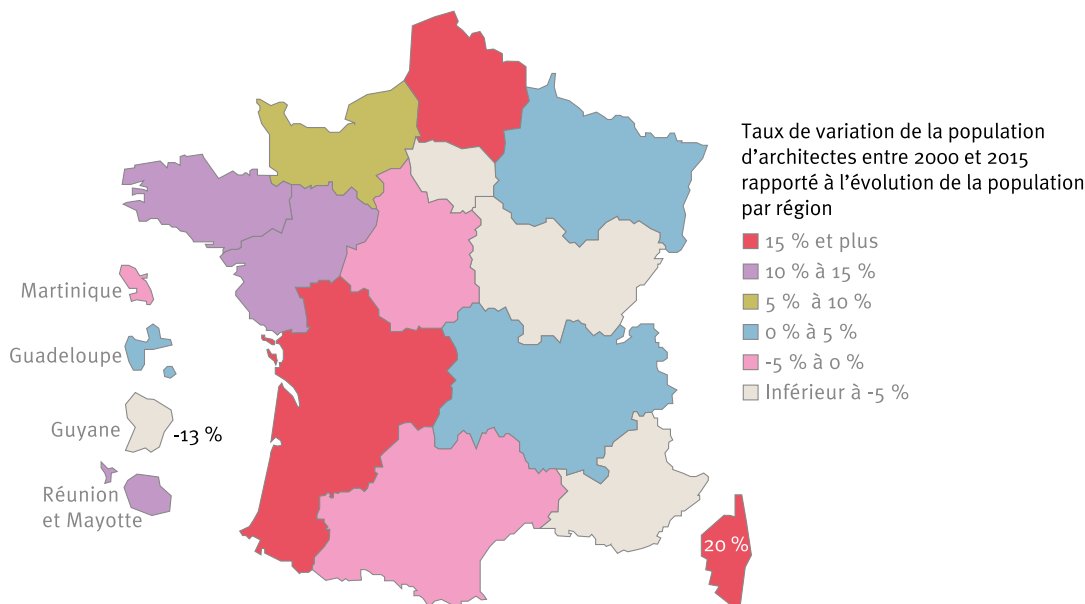 Taux de variation de la population
d’architectes entre 2000 et 2015
rapporté à l’évolution de la population
par région
15 % et plus
10 % à 15 %
5 % à 10 %
0 % à 5 %
-5 % à 0 %
Inférieur à -5 %
Martinique
Guadeloupe
Guyane
-13 %
Réunion
et Mayotte
20 %